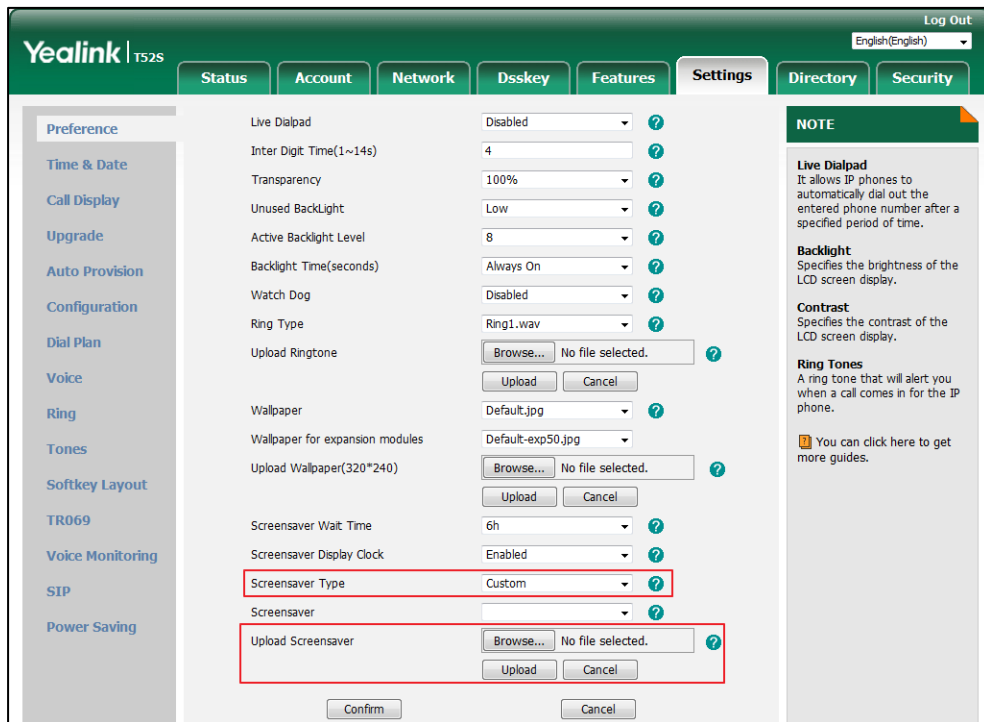 Log Out
Yealink T52S
English(English)
Status Account Network Dsskey Features Settings Directory Security
Preference
Time & Date
Call Display
Upgrade
Auto Provision
Configuration
Dial Plan
Voice
Ring
Tones
Softkey Layout
TR069
Voice Monitoring
SIP
Power Saving
Live Dialpad Disabled ?
Inter Digit Time(1~14s) 4 ?
Transparency 100% ?
Unused BackLight Low ?
Active Backlight Level 8 ?
Backlight Time(seconds) Always On ?
Watch Dog Disabled ?
Ring Type Ring1.wav ?
Upload Ringtone Browse... No file selected. ?
Upload Cancel
Wallpaper Default.jpg ?
Wallpaper for expansion modules Default-exp50.jpg
Upload Wallpaper(320*240) Browse... No file selected. ?
Upload Cancel
Screensaver Wait Time 6h ?
Screensaver Display Clock Enabled ?
Screensaver Type Custom ?
Screensaver ?
Upload Screensaver Browse... No file selected. ?
Upload Cancel
Confirm Cancel
NOTE
Live Dialpad
It allows IP phones to
automatically dial out the
entered phone number after a
specified period of time.
Backlight
Specifies the brightness of the
LCD screen display.
Contrast
Specifies the contrast of the
LCD screen display.
Ring Tones
A ring tone that will alert you
when a call comes in for the IP
phone.
? You can click here to get
more guides.